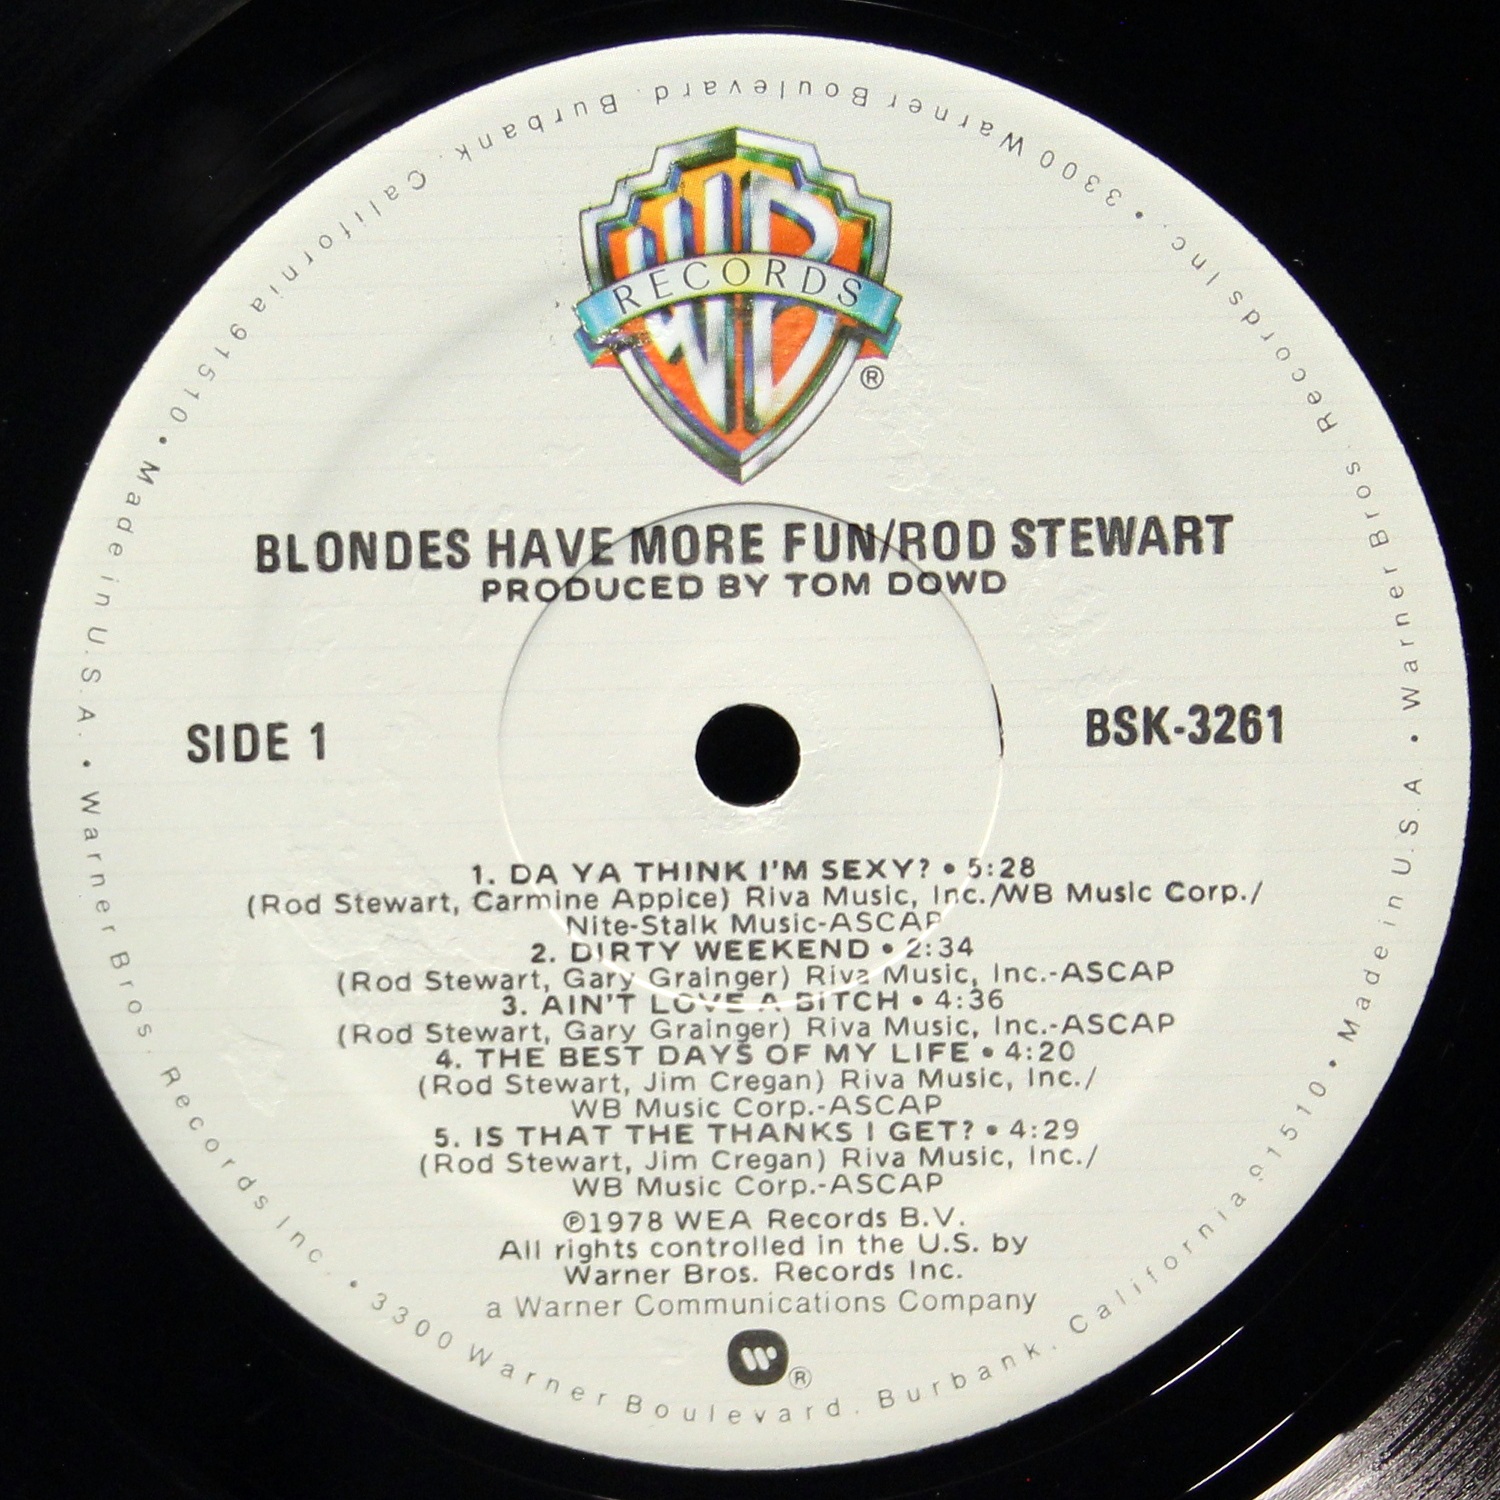 RECORDS
®
BLONDES HAVE MORE FUN/ROD STEWART
PRODUCED BY TOM DOWD
SIDE 1
BSK-3261
1. DA YA THINK I'M SEXY? • 5:28
(Rod Stewart, Carmine Appice) Riva Music, Inc./WB Music Corp./
Nite-Stalk Music-ASCAP
2. DIRTY WEEKEND • 2:34
(Rod Stewart, Gary Grainger) Riva Music, Inc.-ASCAP
3. AIN'T LOVE A BITCH • 4:36
(Rod Stewart, Gary Grainger) Riva Music, Inc.-ASCAP
4. THE BEST DAYS OF MY LIFE • 4:20
(Rod Stewart, Jim Cregan) Riva Music, Inc./
WB Music Corp.-ASCAP
5. IS THAT THE THANKS I GET? • 4:29
(Rod Stewart, Jim Cregan) Riva Music, Inc./
WB Music Corp.-ASCAP
℗1978 WEA Records B.V.
All rights controlled in the U.S. by
Warner Bros. Records Inc.
a Warner Communications Company
®
Warner Bros. Records Inc. • 3300 Warner Boulevard. Burbank. California 91510 • Made in U.S.A. •
Warner Bros. Records Inc. • 3300 Warner Boulevard. Burbank. California 91510 • Made in U.S.A. •